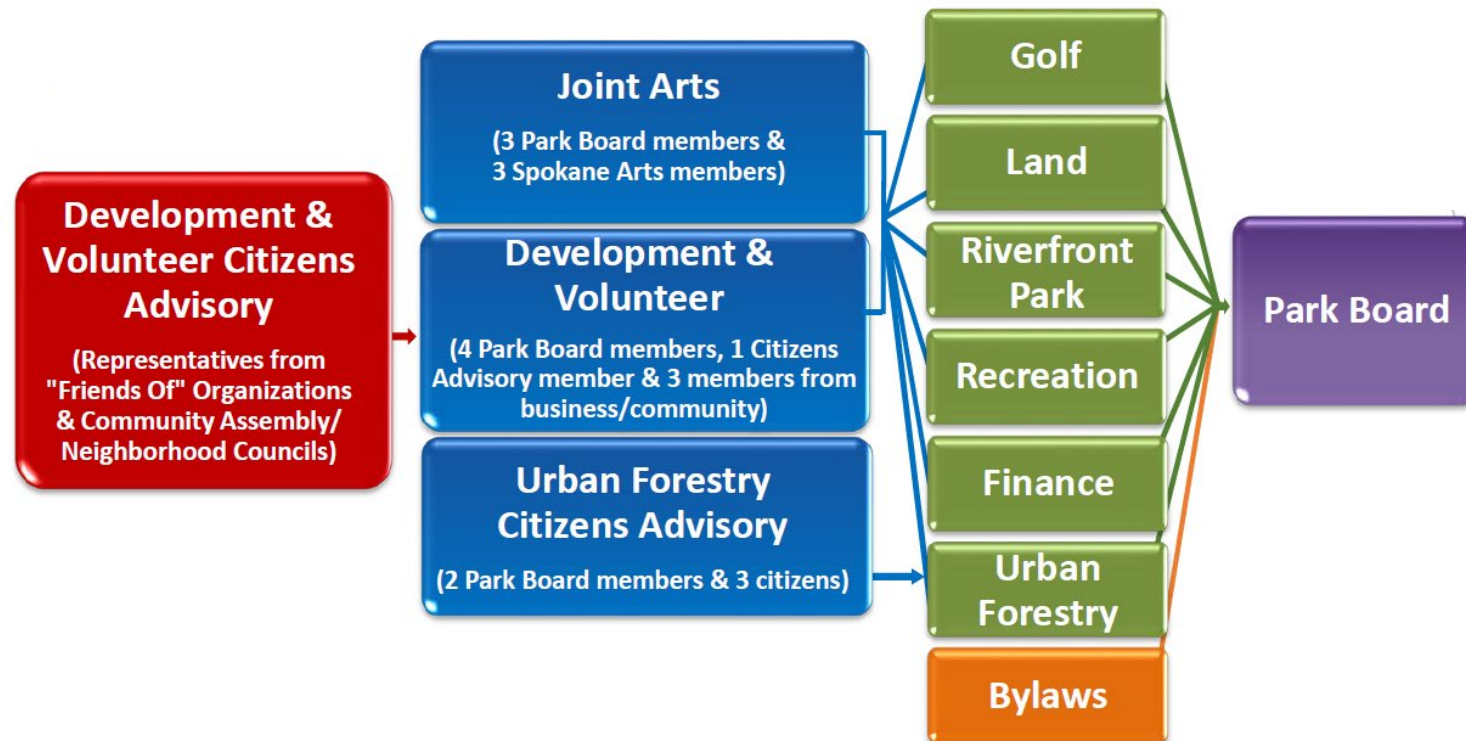 Development &
Volunteer Citizens
Advisory
(Representatives from
"Friends Of" Organizations
& Community Assembly/
Neighborhood Councils)
Joint Arts
(3 Park Board members &
3 Spokane Arts members)
Development &
Volunteer
(4 Park Board members, 1 Citizens
Advisory member & 3 members from
business/community)
Urban Forestry
Citizens Advisory
(2 Park Board members & 3 citizens)
Golf
Land
Riverfront
Park
Recreation
Finance
Urban
Forestry
Bylaws
Park Board